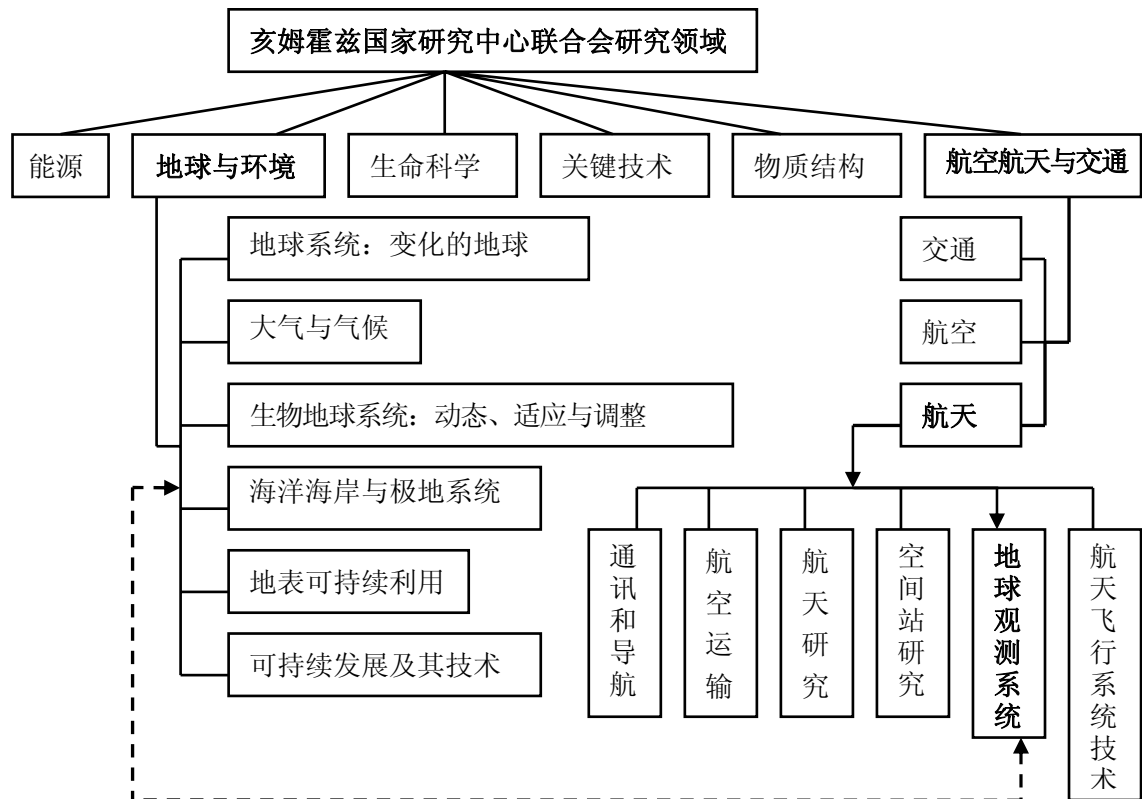 亥姆霍兹国家研究中心联合会研究领域
能源
地球与环境
生命科学
关键技术
物质结构
航空航天与交通
地球系统：变化的地球
大气与气候
生物地球系统：动态、适应与调整
海洋海岸与极地系统
地表可持续利用
可持续发展及其技术
交通
航空
航天
通讯和导航
航空运输
航天研究
空间站研究
地球观测系统
航天飞行系统技术